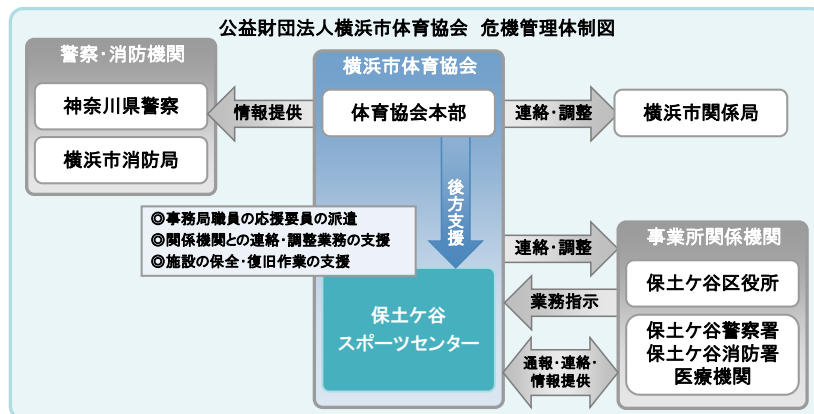 公益財団法人横浜市体育協会 危機管理体制図
警察・消防機関
神奈川県警察
横浜市消防局
情報提供
横浜市体育協会
体育協会本部
連絡・調整
横浜市関係局
後方支援
◎事務局職員の応援要員の派遣
◎関係機関との連絡・調整業務の支援
◎施設の保全・復旧作業の支援
保土ケ谷
スポーツセンター
連絡・調整
業務指示
通報・連絡・
情報提供
事業所関係機関
保土ケ谷区役所
保土ケ谷警察署
保土ケ谷消防署
医療機関